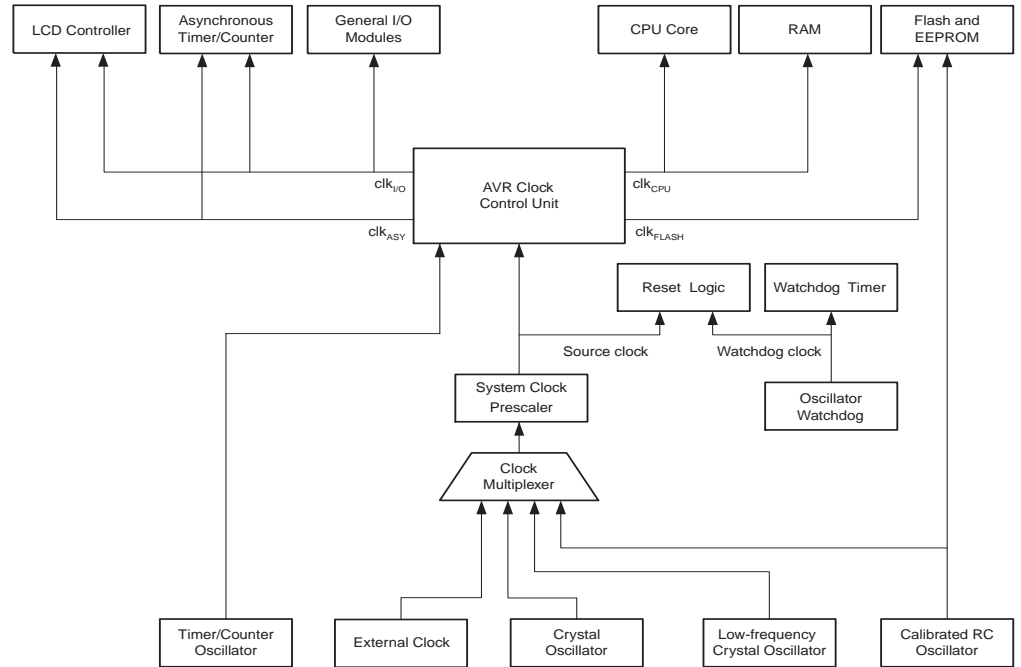 LCD Controller
Asynchronous
Timer/Counter
General I/O
Modules
CPU Core
RAM
Flash and
EEPROM
clkI/O
AVR Clock
Control Unit
clkCPU
clkASY
clkFLASH
Reset Logic
Watchdog Timer
Source clock
Watchdog clock
System Clock
Prescaler
Oscillator
Watchdog
Clock
Multiplexer
Timer/Counter
Oscillator
External Clock
Crystal
Oscillator
Low-frequency
Crystal Oscillator
Calibrated RC
Oscillator